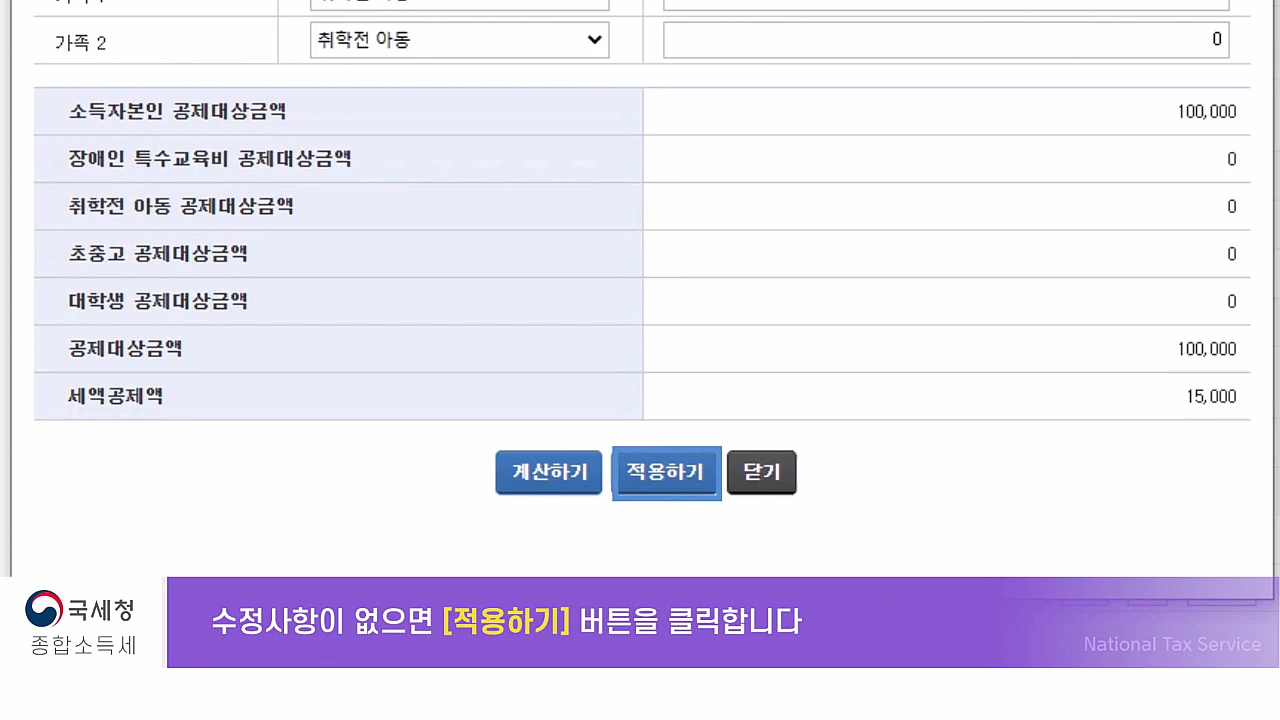 가족 2 취학전 아동 0
소득자본인 공제대상금액 100,000
장애인 특수교육비 공제대상금액 0
취학전 아동 공제대상금액 0
초중고 공제대상금액 0
대학생 공제대상금액 0
공제대상금액 100,000
세액공제액 15,000
계산하기 적용하기 닫기
국세청
종합소득세
수정사항이 없으면 [적용하기] 버튼을 클릭합니다
National Tax Service